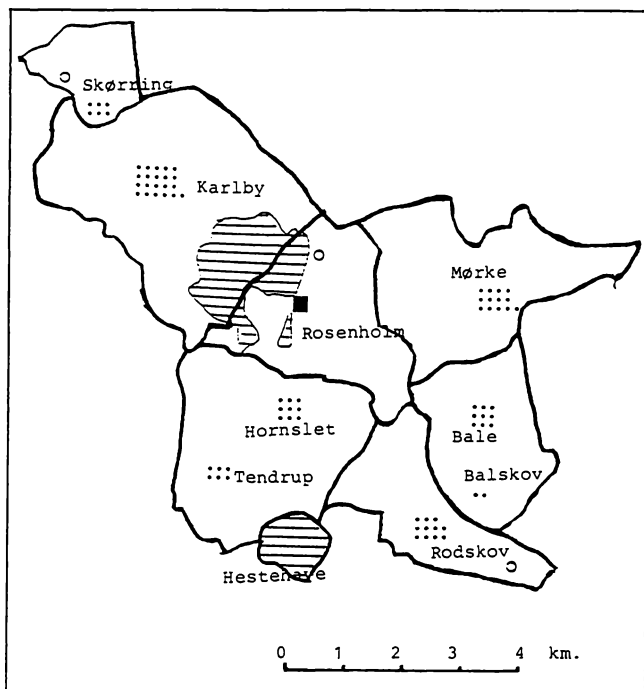 Skørring
Karlby
Mørke
Rosenholm
Hornslet
Bale
Tendrup
Balskov
Rodskov
Hestehave
0 1 2 3 4 km.